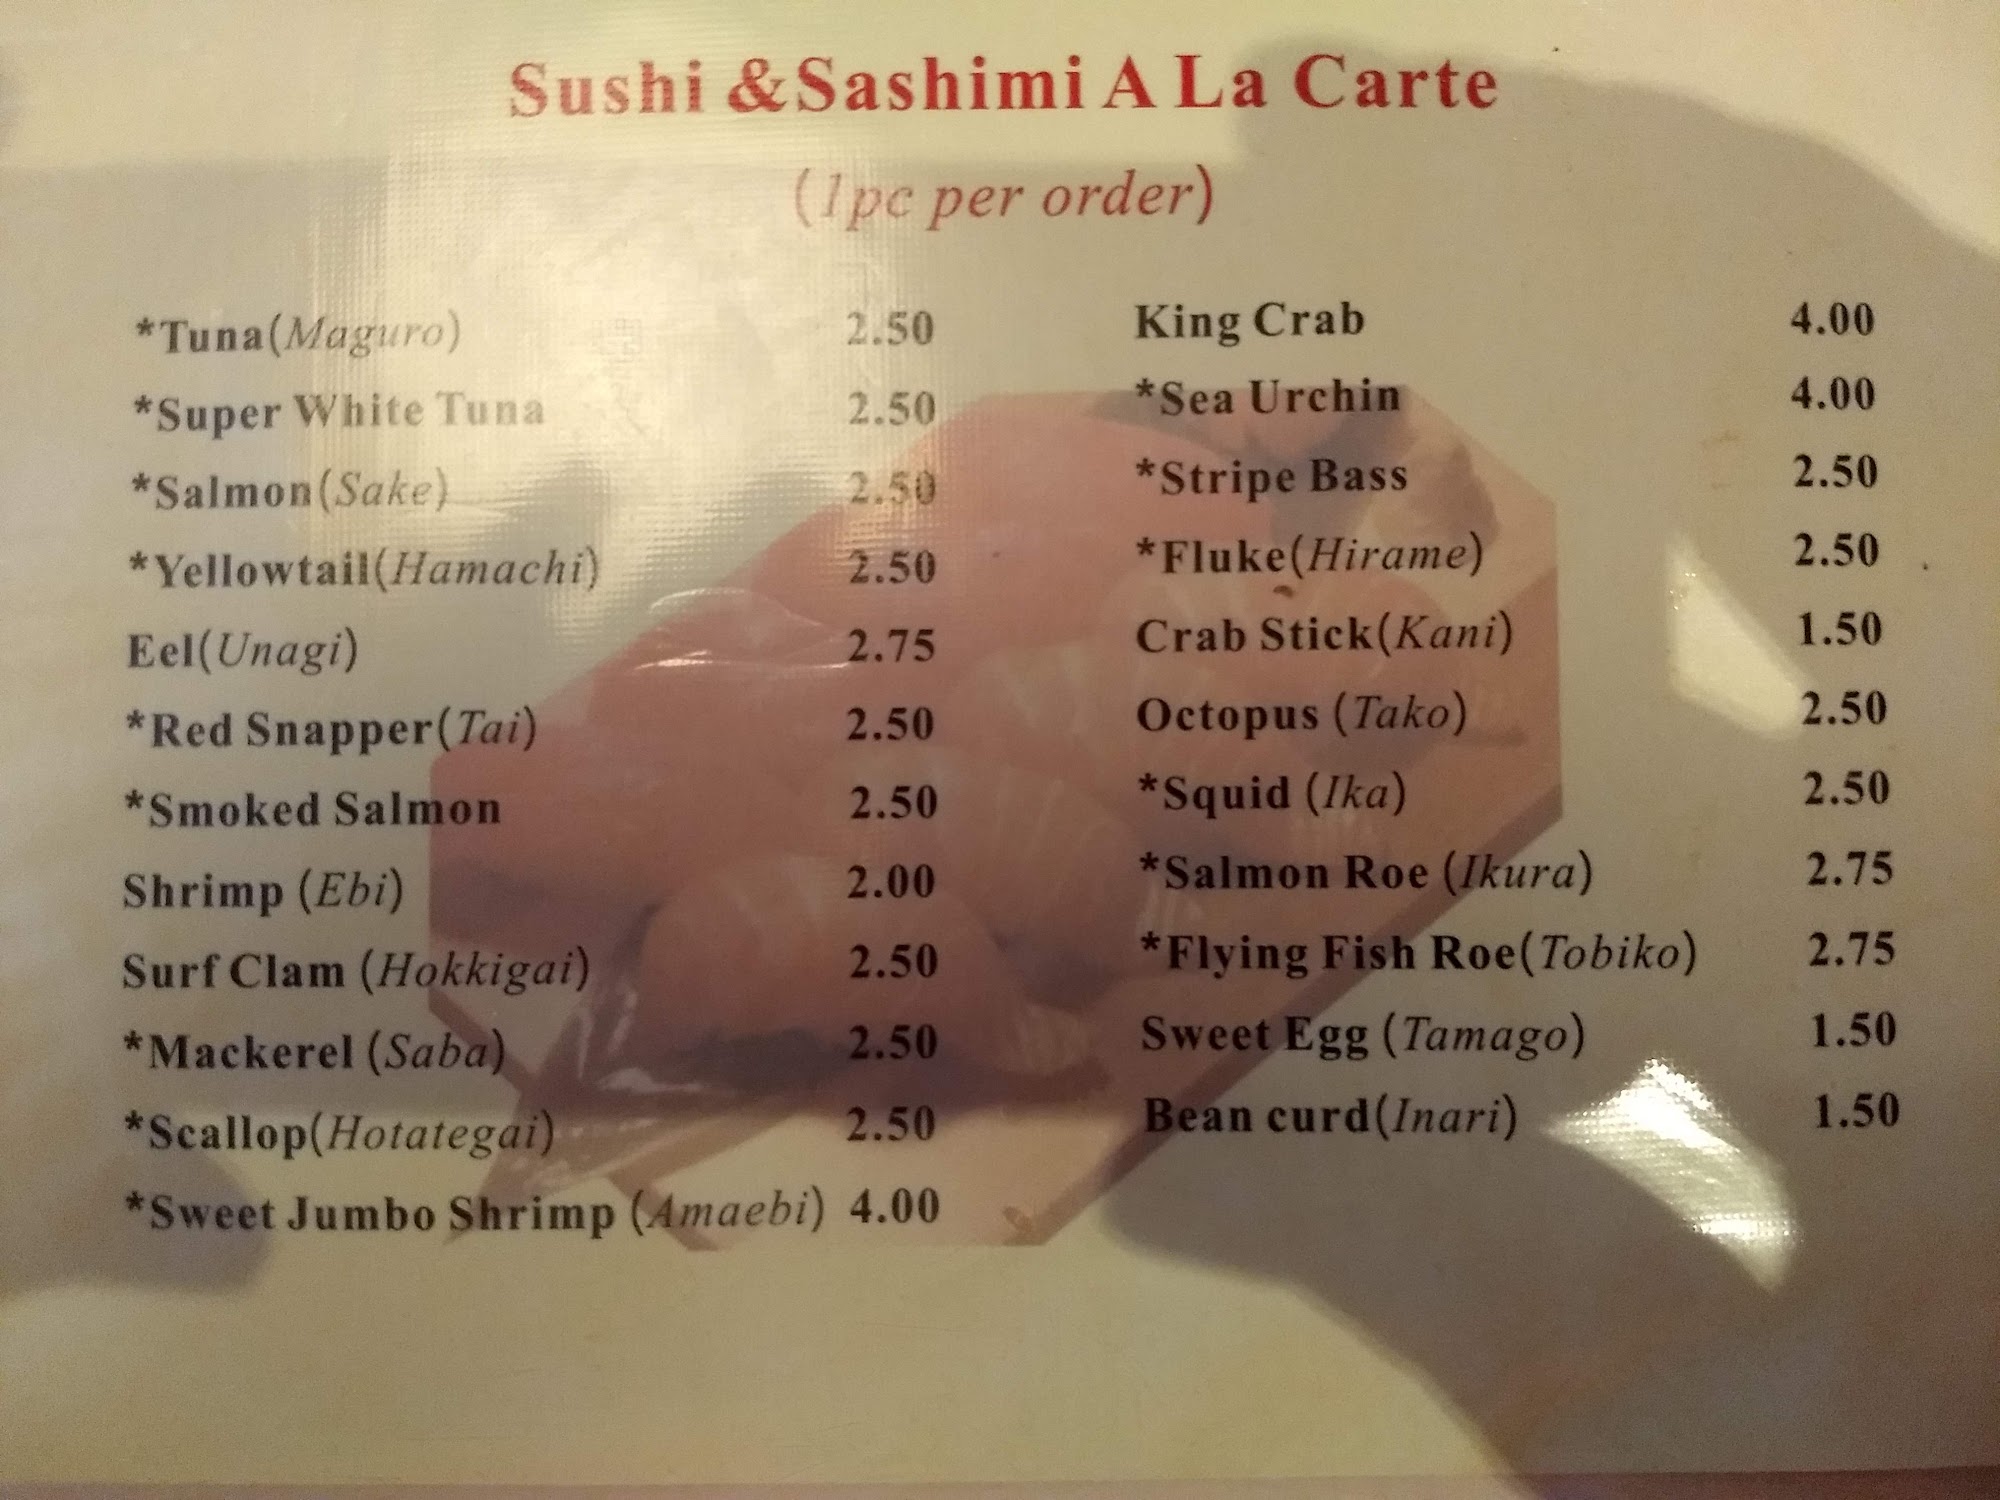 Sushi &Sashimi A La Carte
(1pc per order)
*Tuna(Maguro) 2.50
*Super White Tuna 2.50
*Salmon(Sake) 2.50
*Yellowtail(Hamachi) 2.50
Eel(Unagi) 2.75
*Red Snapper(Tai) 2.50
*Smoked Salmon 2.50
Shrimp (Ebi) 2.00
Surf Clam (Hokkigai) 2.50
*Mackerel (Saba) 2.50
*Scallop(Hotategai) 2.50
*Sweet Jumbo Shrimp (Amaebi) 4.00
King Crab 4.00
*Sea Urchin 4.00
*Stripe Bass 2.50
*Fluke(Hirame) 2.50
Crab Stick(Kani) 1.50
Octopus (Tako) 2.50
*Squid (Ika) 2.50
*Salmon Roe (Ikura) 2.75
*Flying Fish Roe(Tobiko) 2.75
Sweet Egg (Tamago) 1.50
Bean curd(Inari) 1.50